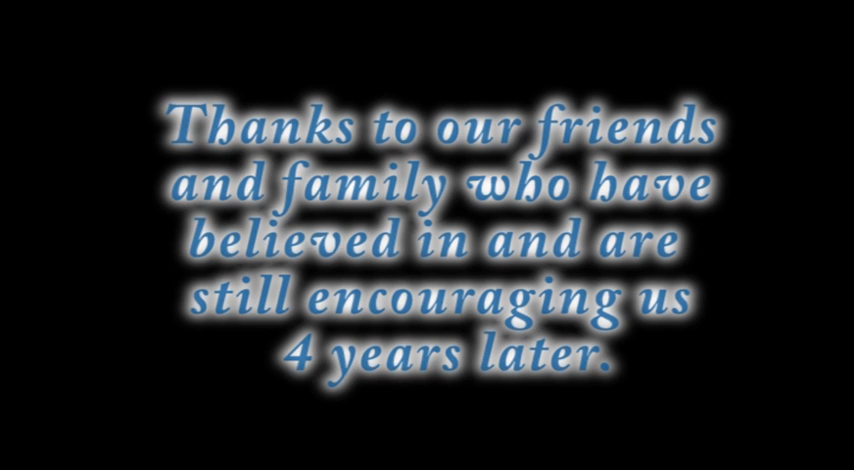 Thanks to our friends
and family who have
believed in and are
still encouraging us
4 years later.